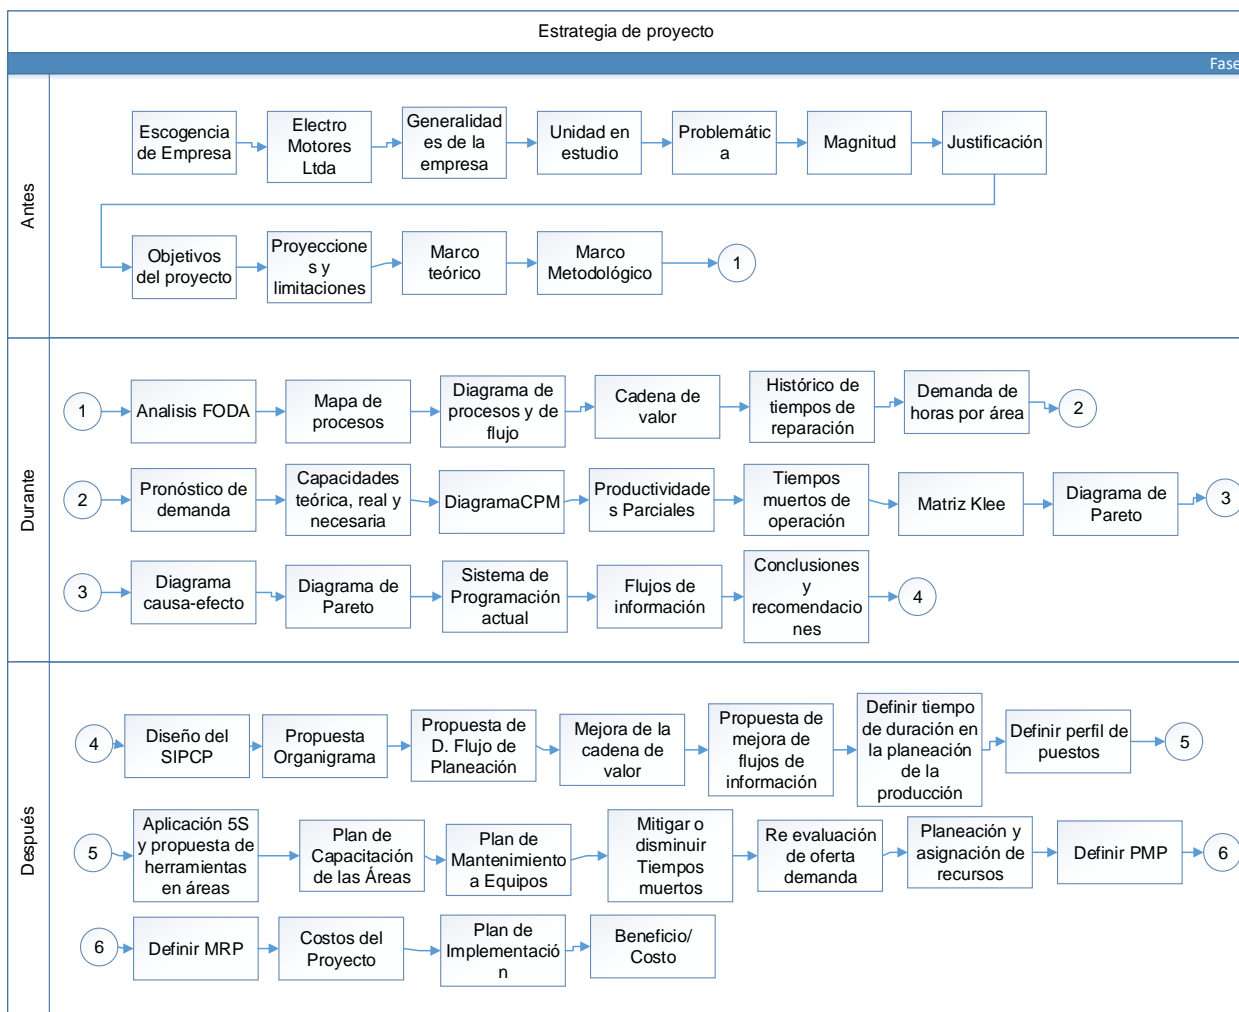 Estrategia de proyecto
Fase
Antes
Escogencia
de Empresa
Electro
Motores
Ltda
Generalidad
es de la
empresa
Unidad en
estudio
Problemátic
a
Magnitud
Justificación
Objetivos
del proyecto
Proyeccione
s y
limitaciones
Marco
teórico
Marco
Metodológico
1
Durante
1
Analisis FODA
Mapa de
procesos
Diagrama de
procesos y de
flujo
Cadena de
valor
Histórico de
tiempos de
reparación
Demanda de
horas por área
2
2
Pronóstico de
demanda
Capacidades
teórica, real y
necesaria
DiagramaCPM
Productividade
s Parciales
Tiempos
muertos de
operación
Matriz Klee
Diagrama de
Pareto
3
3
Diagrama
causa-efecto
Diagrama de
Pareto
Sistema de
Programación
actual
Flujos de
información
Conclusiones
y
recomendacio
nes
4
Después
4
Diseño del
SIPCP
Propuesta
Organigrama
Propuesta de
D. Flujo de
Planeación
Mejora de la
cadena de
valor
Propuesta de
mejora de
flujos de
información
Definir tiempo
de duración en
la planeación
de la
producción
Definir perfil de
puestos
5
5
Aplicación 5S
y propuesta de
herramientas
en áreas
Plan de
Capacitación
de las Áreas
Plan de
Mantenimiento
a Equipos
Mitigar o
disminuir
Tiempos
muertos
Re evaluación
de oferta
demanda
Planeación y
asignación de
recursos
Definir PMP
6
6
Definir MRP
Costos del
Proyecto
Plan de
Implementació
n
Beneficio/
Costo